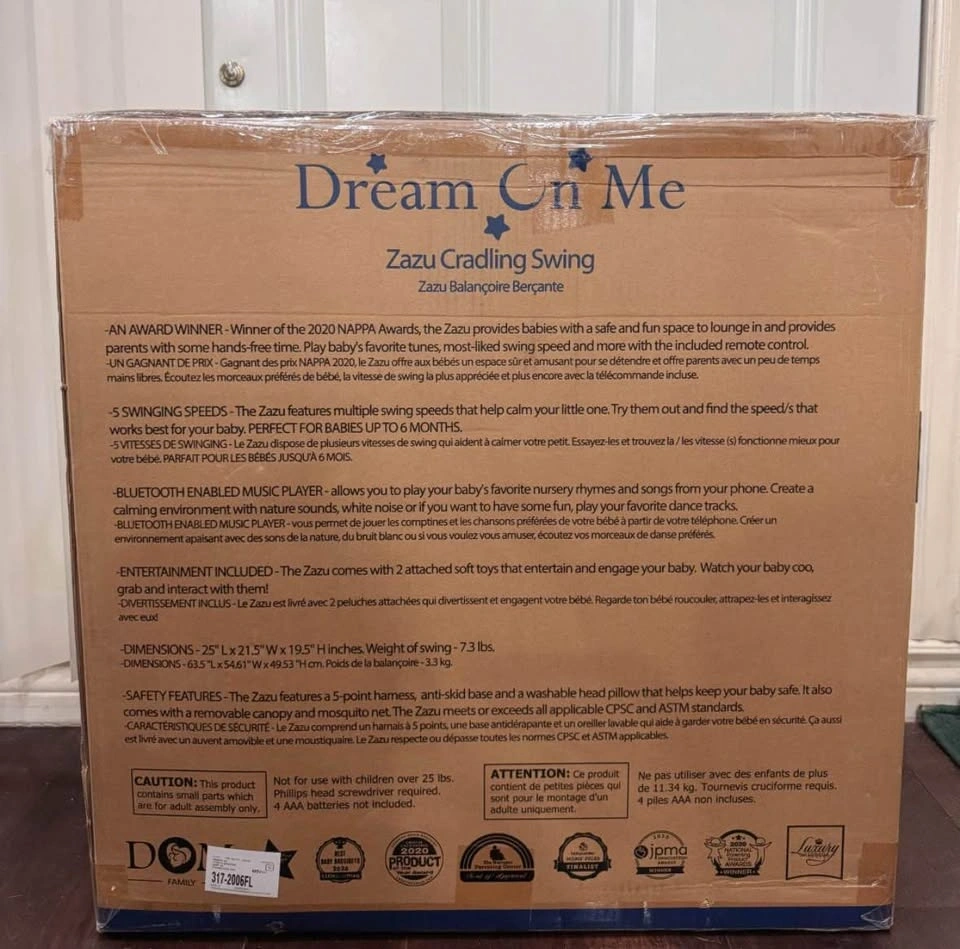 Dream On Me
Zazu Cradling Swing
Zazu Balançoire Berçante
-AN AWARD WINNER - Winner of the 2020 NAPPA Awards, the Zazu provides babies with a safe and fun space to lounge in and provides
parents with some hands-free time. Play baby's favorite tunes, most-liked swing speed and more with the included remote control.
-UN GAGNANT DE PRIX - Gagnant des prix NAPPA 2020, le Zazu offre aux bébés un espace sûr et amusant pour se détendre et offre parents avec un peu de temps
mains libres. Écoutez les morceaux préférés de bébé, la vitesse de swing la plus appréciée et plus encore avec la télécommande incluse.
-5 SWINGING SPEEDS - The Zazu features multiple swing speeds that help calm your little one. Try them out and find the speed/s that
works best for your baby. PERFECT FOR BABIES UP TO 6 MONTHS.
-5 VITESSES DE SWINGING - Le Zazu dispose de plusieurs vitesses de swing qui aident à calmer votre petit. Essayez-les et trouvez la / les vitesse (s) fonctionne mieux pour
votre bébé. PARFAIT POUR LES BÉBÉS JUSQU'À 6 MOIS.
-BLUETOOTH ENABLED MUSIC PLAYER - allows you to play your baby's favorite nursery rhymes and songs from your phone. Create a
calming environment with nature sounds, white noise or if you want to have some fun, play your favorite dance tracks.
-BLUETOOTH ENABLED MUSIC PLAYER - vous permet de jouer les comptines et les chansons préférées de votre bébé à partir de votre téléphone. Créer un
environnement apaisant avec des sons de la nature, du bruit blanc ou si vous voulez vous amuser, écoutez vos morceaux de danse préférés.
-ENTERTAINMENT INCLUDED - The Zazu comes with 2 attached soft toys that entertain and engage your baby. Watch your baby coo,
grab and interact with them!
-DIVERTISSEMENT INCLUS - Le Zazu est livré avec 2 peluches attachées qui divertissent et engagent votre bébé. Regarde ton bébé roucouler, attrapez-les et interagissez
avec eux!
-DIMENSIONS - 25" L x 21.5" W x 19.5" H inches. Weight of swing - 7.3 lbs.
-DIMENSIONS - 63.5 "L x 54.61" W x 49.53 "H cm. Poids de la balançoire - 3.3 kg.
-SAFETY FEATURES - The Zazu features a 5-point harness, anti-skid base and a washable head pillow that helps keep your baby safe. It also
comes with a removable canopy and mosquito net. The Zazu meets or exceeds all applicable CPSC and ASTM standards.
-CARACTÉRISTIQUES DE SÉCURITÉ - Le Zazu comprend un harnais à 5 points, une base antidérapante et un oreiller lavable qui aide à garder votre bébé en sécurité. Ça aussi
est livré avec un auvent amovible et une moustiquaire. Le Zazu respecte ou dépasse toutes les normes CPSC et ASTM applicables.
CAUTION: This product
contains small parts which
are for adult assembly only.
Not for use with children over 25 lbs.
Phillips head screwdriver required.
4 AAA batteries not included.
ATTENTION: Ce produit
contient de petites pièces qui
sont pour le montage d'un
adulte uniquement.
Ne pas utiliser avec des enfants de plus
de 11.34 kg. Tournevis cruciforme requis.
4 piles AAA non incluses.
FAMILY
317-2006FL
BEST
2020
PRODUCT
Seal of Approval
FINALIST
jpma
WINNER
2020
NATIONAL
AWARDS
WINNER
Luxury